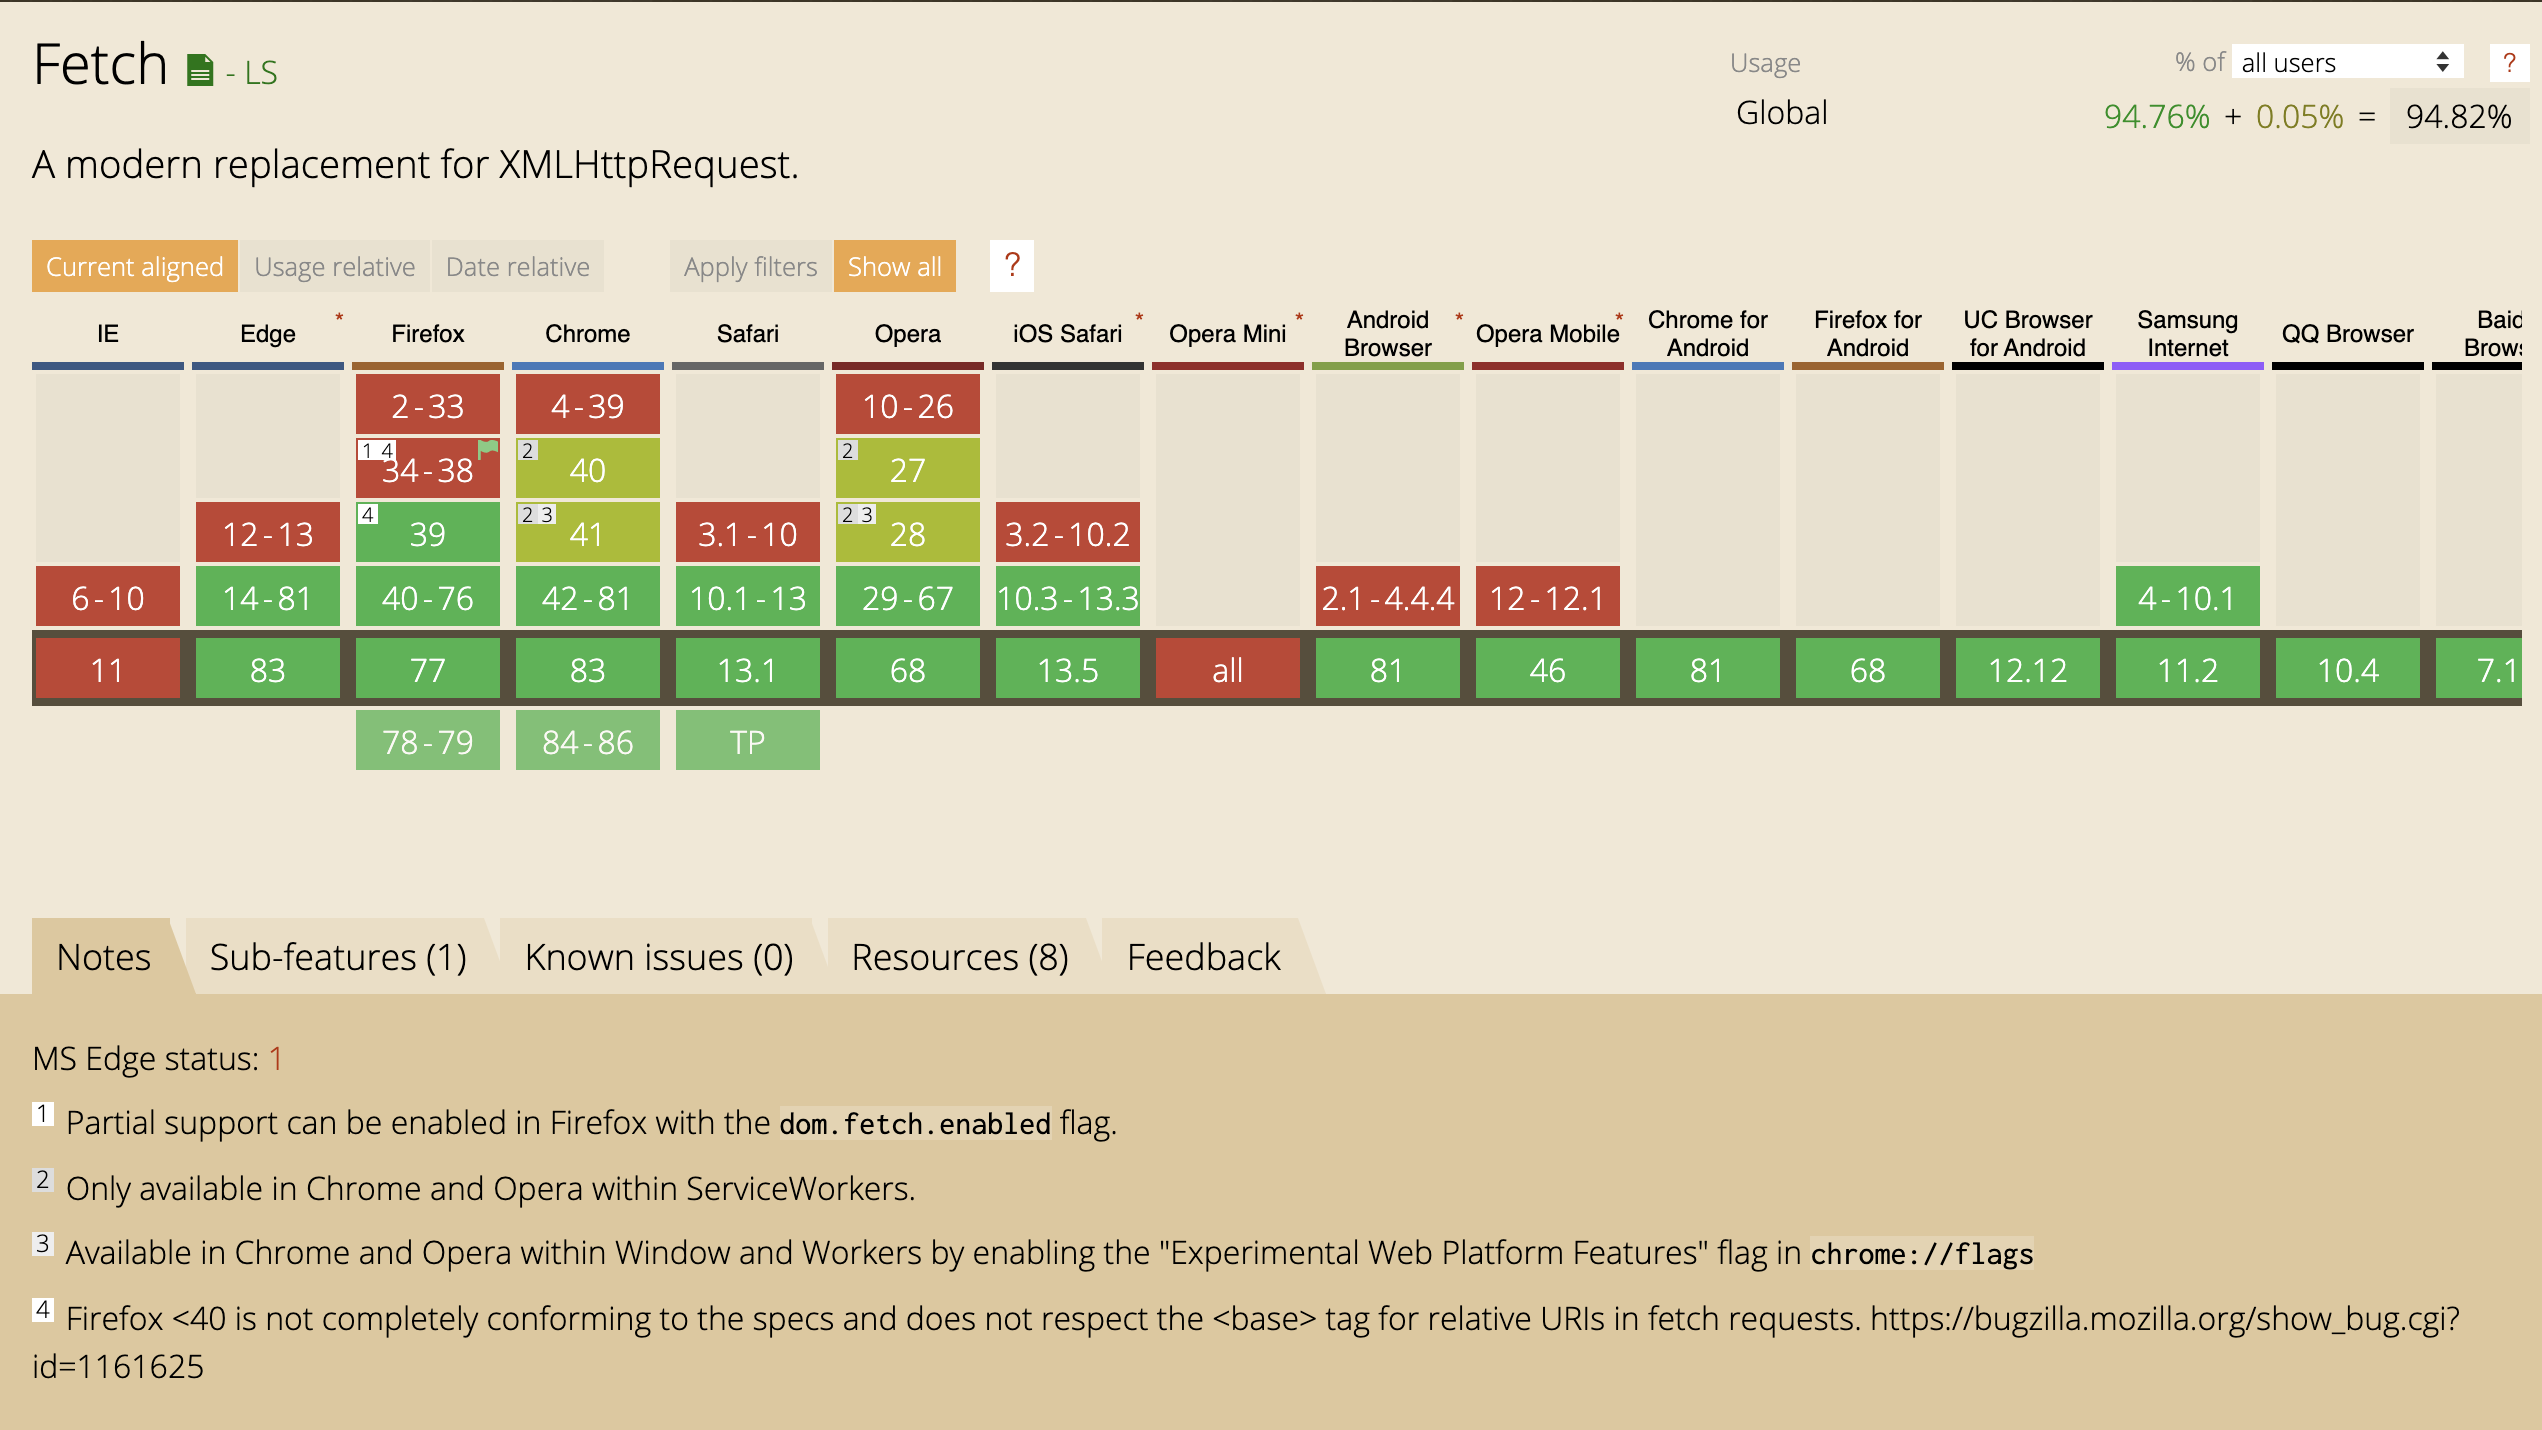 Fetch - LS
Usage % of all users ?
Global 94.76% + 0.05% = 94.82%
A modern replacement for XMLHttpRequest.
Current aligned Usage relative Date relative Apply filters Show all ?
IE Edge * Firefox Chrome Safari Opera iOS Safari * Opera Mini * Android Browser * Opera Mobile * Chrome for Android Firefox for Android UC Browser for Android Samsung Internet QQ Browser Baid Brows
2-33 4-39 10-26
1 4 34-38 2 40 2 27
12-13 4 39 2 3 41 3.1-10 2 3 28 3.2-10.2
6-10 14-81 40-76 42-81 10.1-13 29-67 10.3-13.3 2.1-4.4.4 12-12.1 4-10.1
11 83 77 83 13.1 68 13.5 all 81 46 81 68 12.12 11.2 10.4 7.1
78-79 84-86 TP
Notes Sub-features (1) Known issues (0) Resources (8) Feedback
MS Edge status: 1
1 Partial support can be enabled in Firefox with the dom.fetch.enabled flag.
2 Only available in Chrome and Opera within ServiceWorkers.
3 Available in Chrome and Opera within Window and Workers by enabling the "Experimental Web Platform Features" flag in chrome://flags
4 Firefox <40 is not completely conforming to the specs and does not respect the <base> tag for relative URIs in fetch requests. https://bugzilla.mozilla.org/show_bug.cgi?
id=1161625